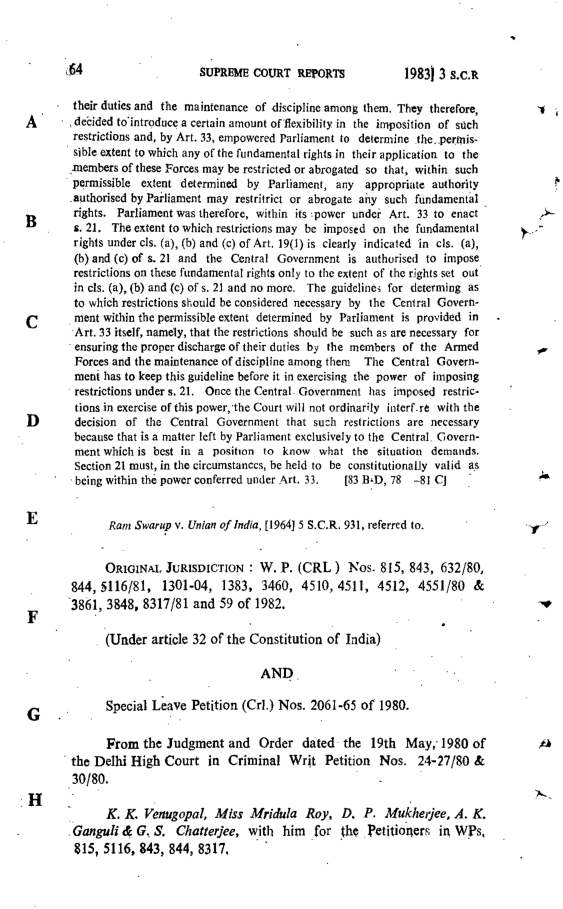 64 SUPREME COURT REPORTS 1983] 3 S.C.R
their duties and the maintenance of discipline among them. They therefore,
A decided to introduce a certain amount of flexibility in the imposition of such
restrictions and, by Art. 33, empowered Parliament to determine the permis-
sible extent to which any of the fundamental rights in their application to the
members of these Forces may be restricted or abrogated so that, within such
permissible extent determined by Parliament, any appropriate authority
authorised by Parliament may restritrict or abrogate any such fundamental
B rights. Parliament was therefore, within its power under Art. 33 to enact
s. 21. The extent to which restrictions may be imposed on the fundamental
rights under cls. (a), (b) and (c) of Art. 19(1) is clearly indicated in cls. (a),
(b) and (c) of s. 21 and the Central Government is authorised to impose
restrictions on these fundamental rights only to the extent of the rights set out
in cls. (a), (b) and (c) of s. 21 and no more. The guidelines for determing as
to which restrictions should be considered necessary by the Central Govern-
C ment within the permissible extent determined by Parliament is provided in
Art. 33 itself, namely, that the restrictions should be such as are necessary for
ensuring the proper discharge of their duties by the members of the Armed
Forces and the maintenance of discipline among them The Central Govern-
ment has to keep this guideline before it in exercising the power of imposing
restrictions under s. 21. Once the Central Government has imposed restric-
tions in exercise of this power, the Court will not ordinarily interf.re with the
D decision of the Central Government that such restrictions are necessary
because that is a matter left by Parliament exclusively to the Central Govern-
ment which is best in a position to know what the situation demands.
Section 21 must, in the circumstances, be held to be constitutionally valid as
being within the power conferred under Art. 33. [83 B-D, 78 -81 C]
E Ram Swarup v. Unian of India, [1964] 5 S.C.R. 931, referred to.
ORIGINAL JURISDICTION : W. P. (CRL ) Nos. 815, 843, 632/80,
844, 5116/81, 1301-04, 1383, 3460, 4510, 4511, 4512, 4551/80 &
3861, 3848, 8317/81 and 59 of 1982.
F
(Under article 32 of the Constitution of India)
AND
G Special Leave Petition (Crl.) Nos. 2061-65 of 1980.
From the Judgment and Order dated the 19th May, 1980 of
the Delhi High Court in Criminal Writ Petition Nos. 24-27/80 &
30/80.
H
K. K. Venugopal, Miss Mridula Roy, D. P. Mukherjee, A. K.
Ganguli & G. S. Chatterjee, with him for the Petitioners in WPs,
815, 5116, 843, 844, 8317.